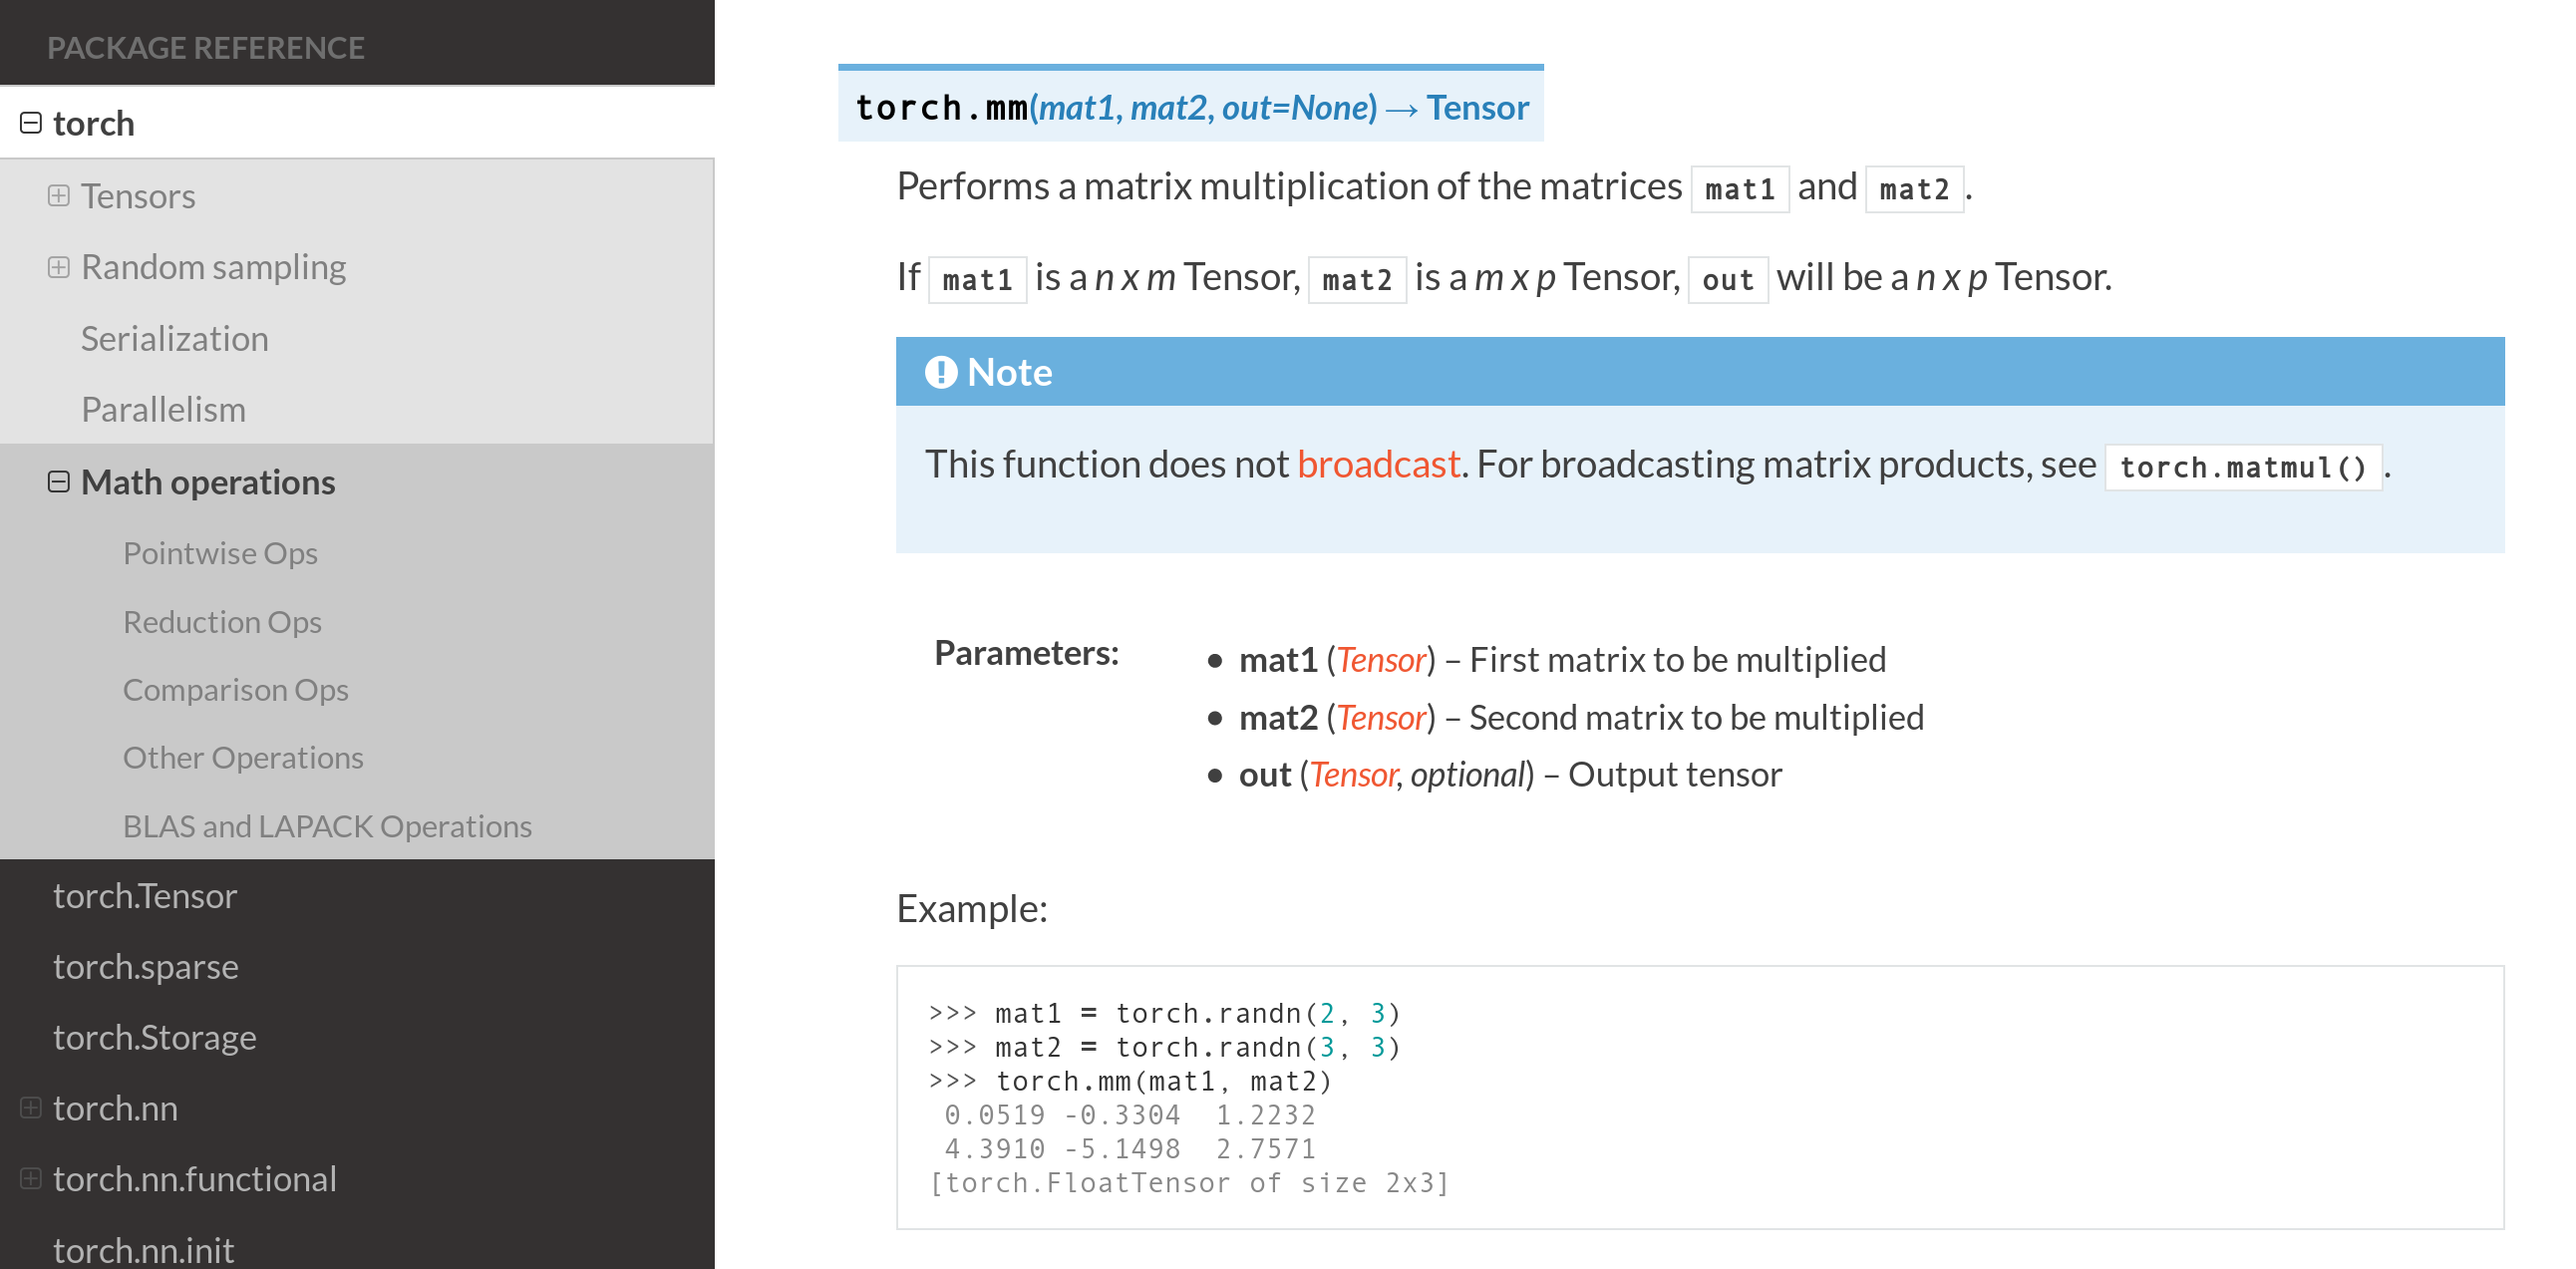 PACKAGE REFERENCE
torch
Tensors
Random sampling
Serialization
Parallelism
Math operations
Pointwise Ops
Reduction Ops
Comparison Ops
Other Operations
BLAS and LAPACK Operations
torch.Tensor
torch.sparse
torch.Storage
torch.nn
torch.nn.functional
torch.nn.init
torch.mm(mat1, mat2, out=None) → Tensor
Performs a matrix multiplication of the matrices mat1 and mat2.
If mat1 is a n x m Tensor, mat2 is a m x p Tensor, out will be a n x p Tensor.
Note
This function does not broadcast. For broadcasting matrix products, see torch.matmul().
Parameters:
• mat1 (Tensor) – First matrix to be multiplied
• mat2 (Tensor) – Second matrix to be multiplied
• out (Tensor, optional) – Output tensor
Example:
>>> mat1 = torch.randn(2, 3)
>>> mat2 = torch.randn(3, 3)
>>> torch.mm(mat1, mat2)
0.0519 -0.3304  1.2232
4.3910 -5.1498  2.7571
[torch.FloatTensor of size 2x3]